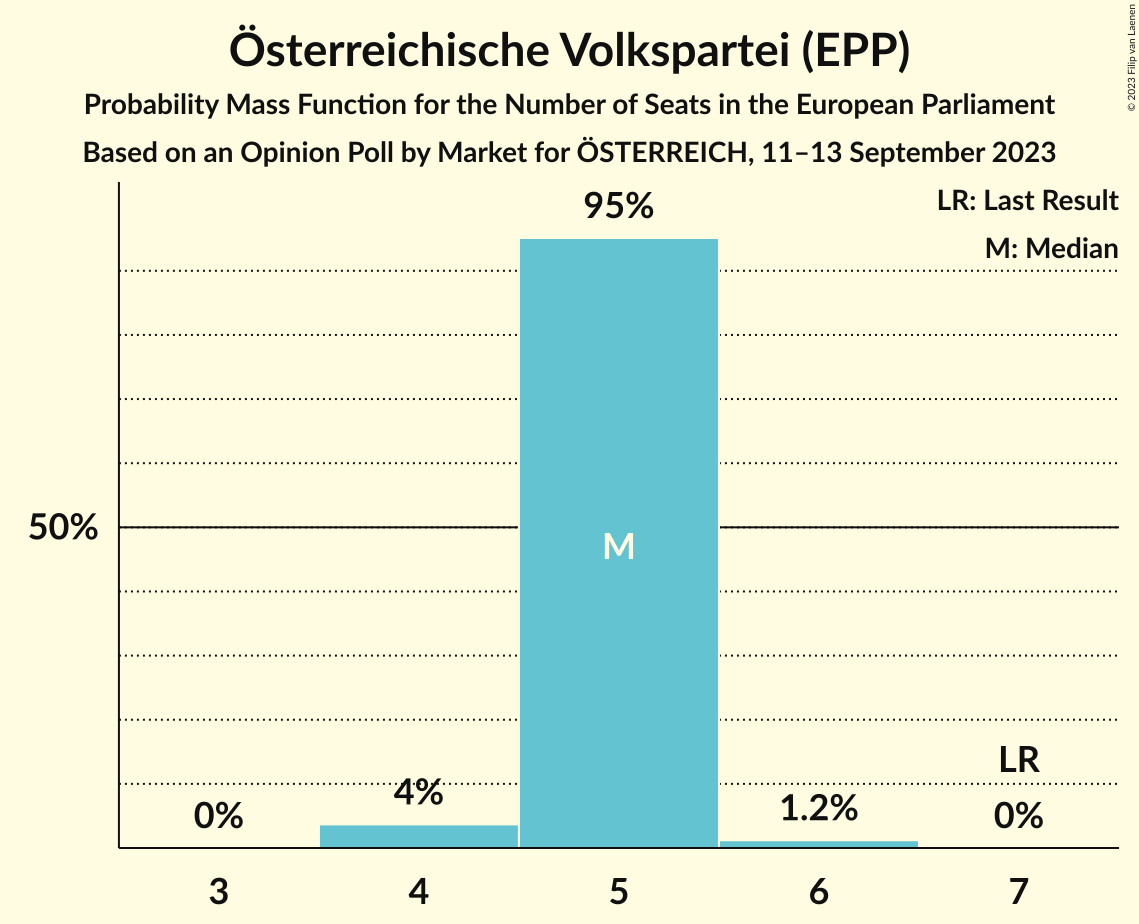 Österreichische Volkspartei (EPP)
Probability Mass Function for the Number of Seats in the European Parliament
Based on an Opinion Poll by Market for ÖSTERREICH, 11–13 September 2023
© 2023 Filip van Laenen
LR: Last Result
M: Median
95%
50%
M
LR
0%
4%
1.2%
0%
3
4
5
6
7